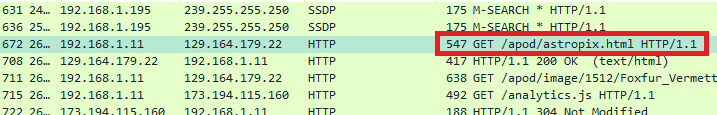 631 24... 192.168.1.195 239.255.255.250 SSDP 175 M-SEARCH * HTTP/1.1
636 25... 192.168.1.195 239.255.255.250 SSDP 175 M-SEARCH * HTTP/1.1
672 26... 192.168.1.11 129.164.179.22 HTTP 547 GET /apod/astropix.html HTTP/1.1
708 26... 129.164.179.22 192.168.1.11 HTTP 417 HTTP/1.1 200 OK (text/html)
711 26... 192.168.1.11 129.164.179.22 HTTP 638 GET /apod/image/1512/Foxfur_Vermett
715 26... 192.168.1.11 173.194.115.160 HTTP 492 GET /analytics.js HTTP/1.1
722 26... 173.194.115.160 192.168.1.11 HTTP 188 HTTP/1.1 304 Not Modified